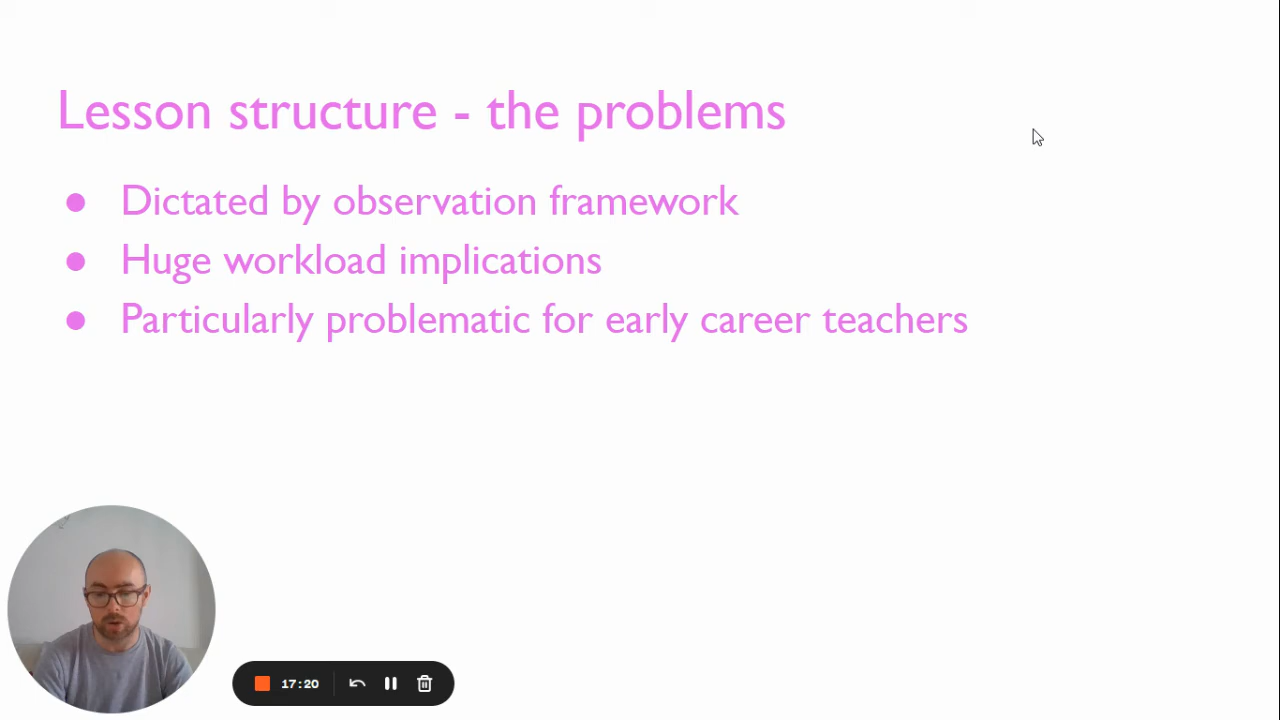 Lesson structure - the problems
● Dictated by observation framework
● Huge workload implications
● Particularly problematic for early career teachers
17:20